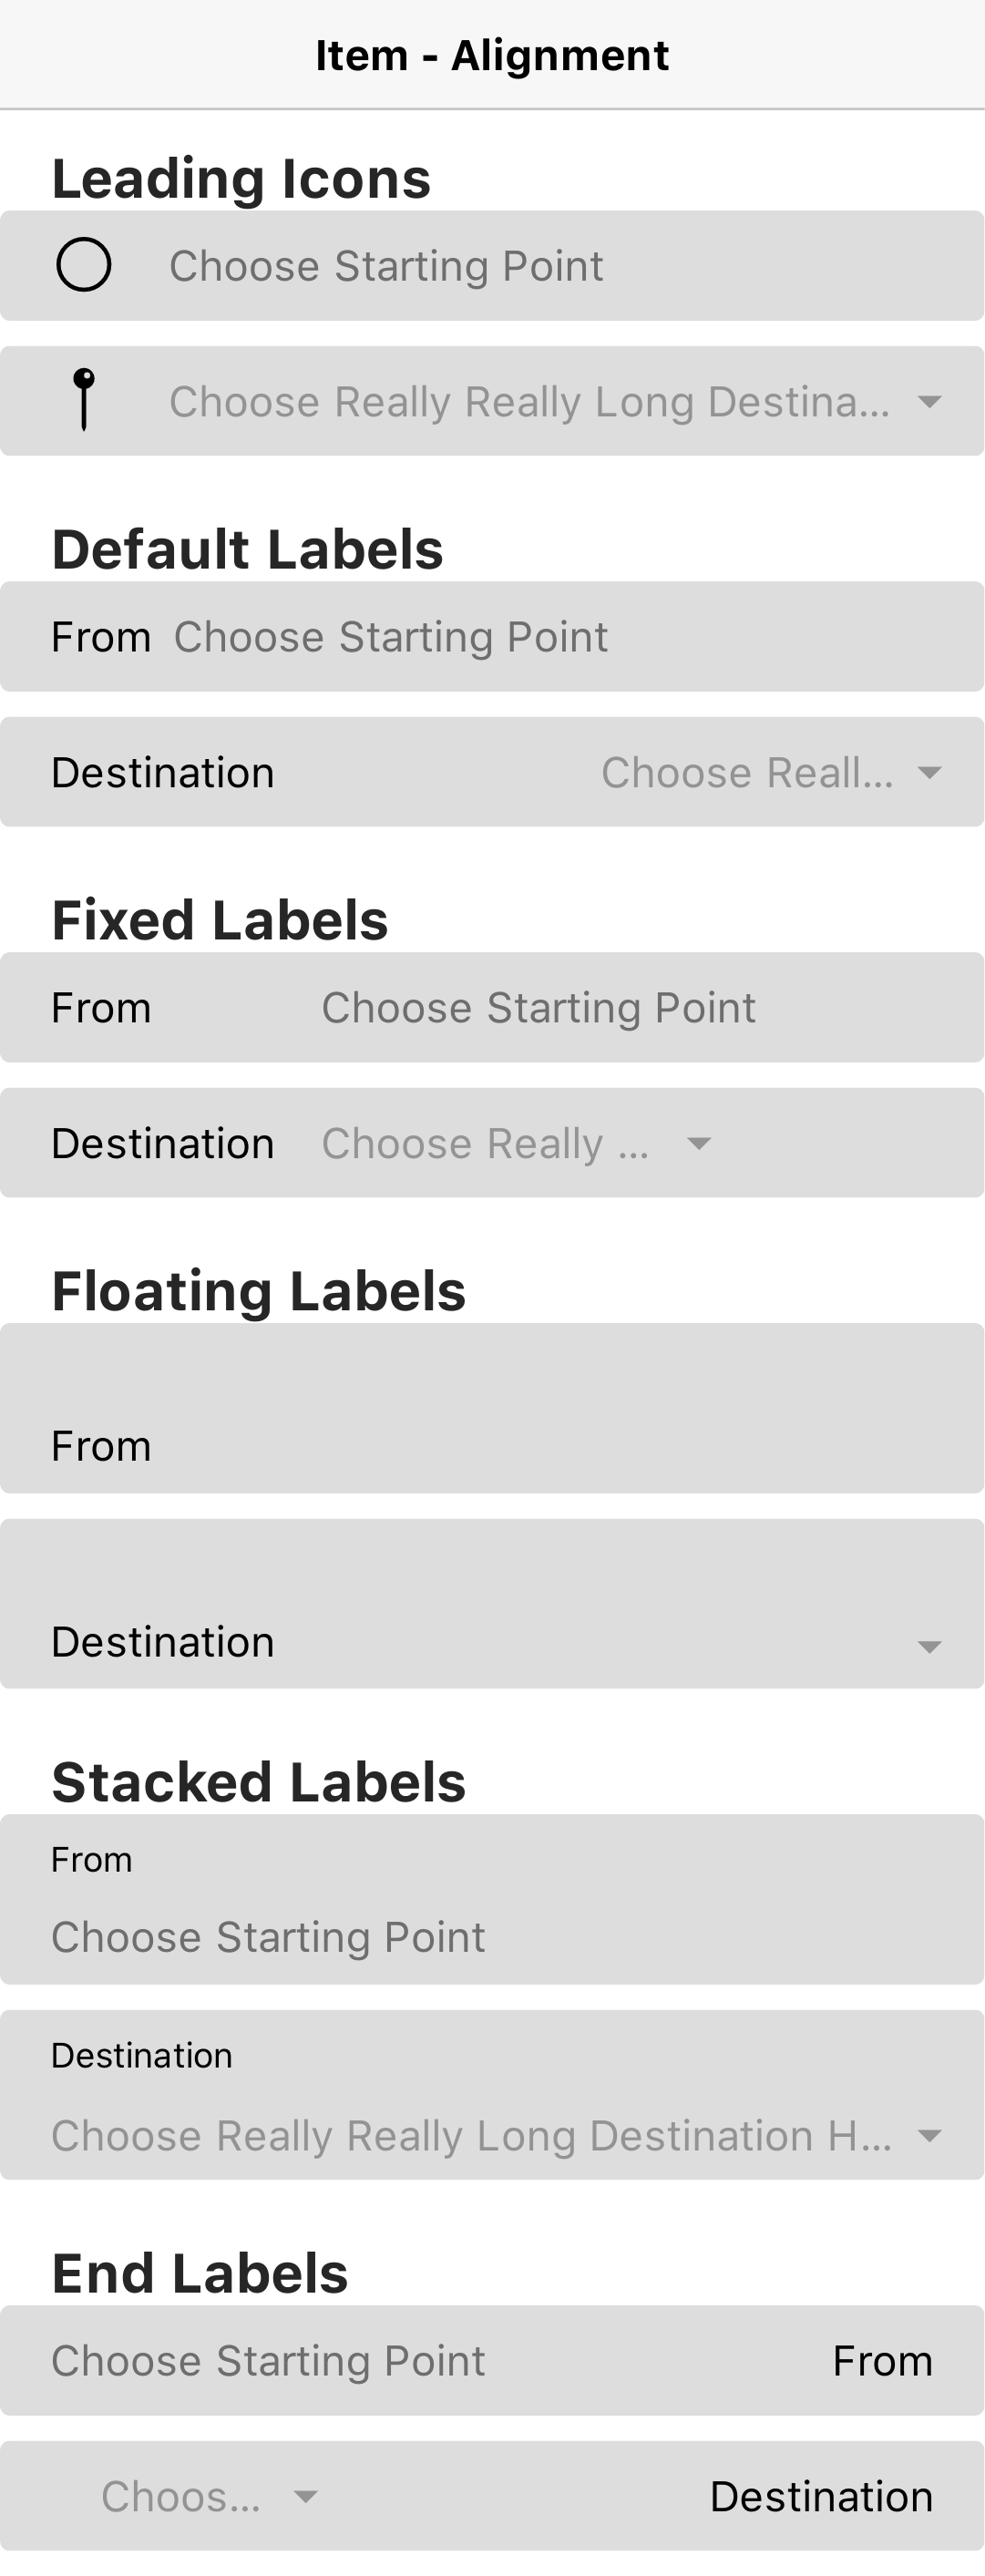 Item - Alignment
Leading Icons
Choose Starting Point
Choose Really Really Long Destina...
Default Labels
From Choose Starting Point
Destination Choose Reall...
Fixed Labels
From Choose Starting Point
Destination Choose Really ...
Floating Labels
From
Destination
Stacked Labels
From
Choose Starting Point
Destination
Choose Really Really Long Destination H...
End Labels
Choose Starting Point From
Choos... Destination